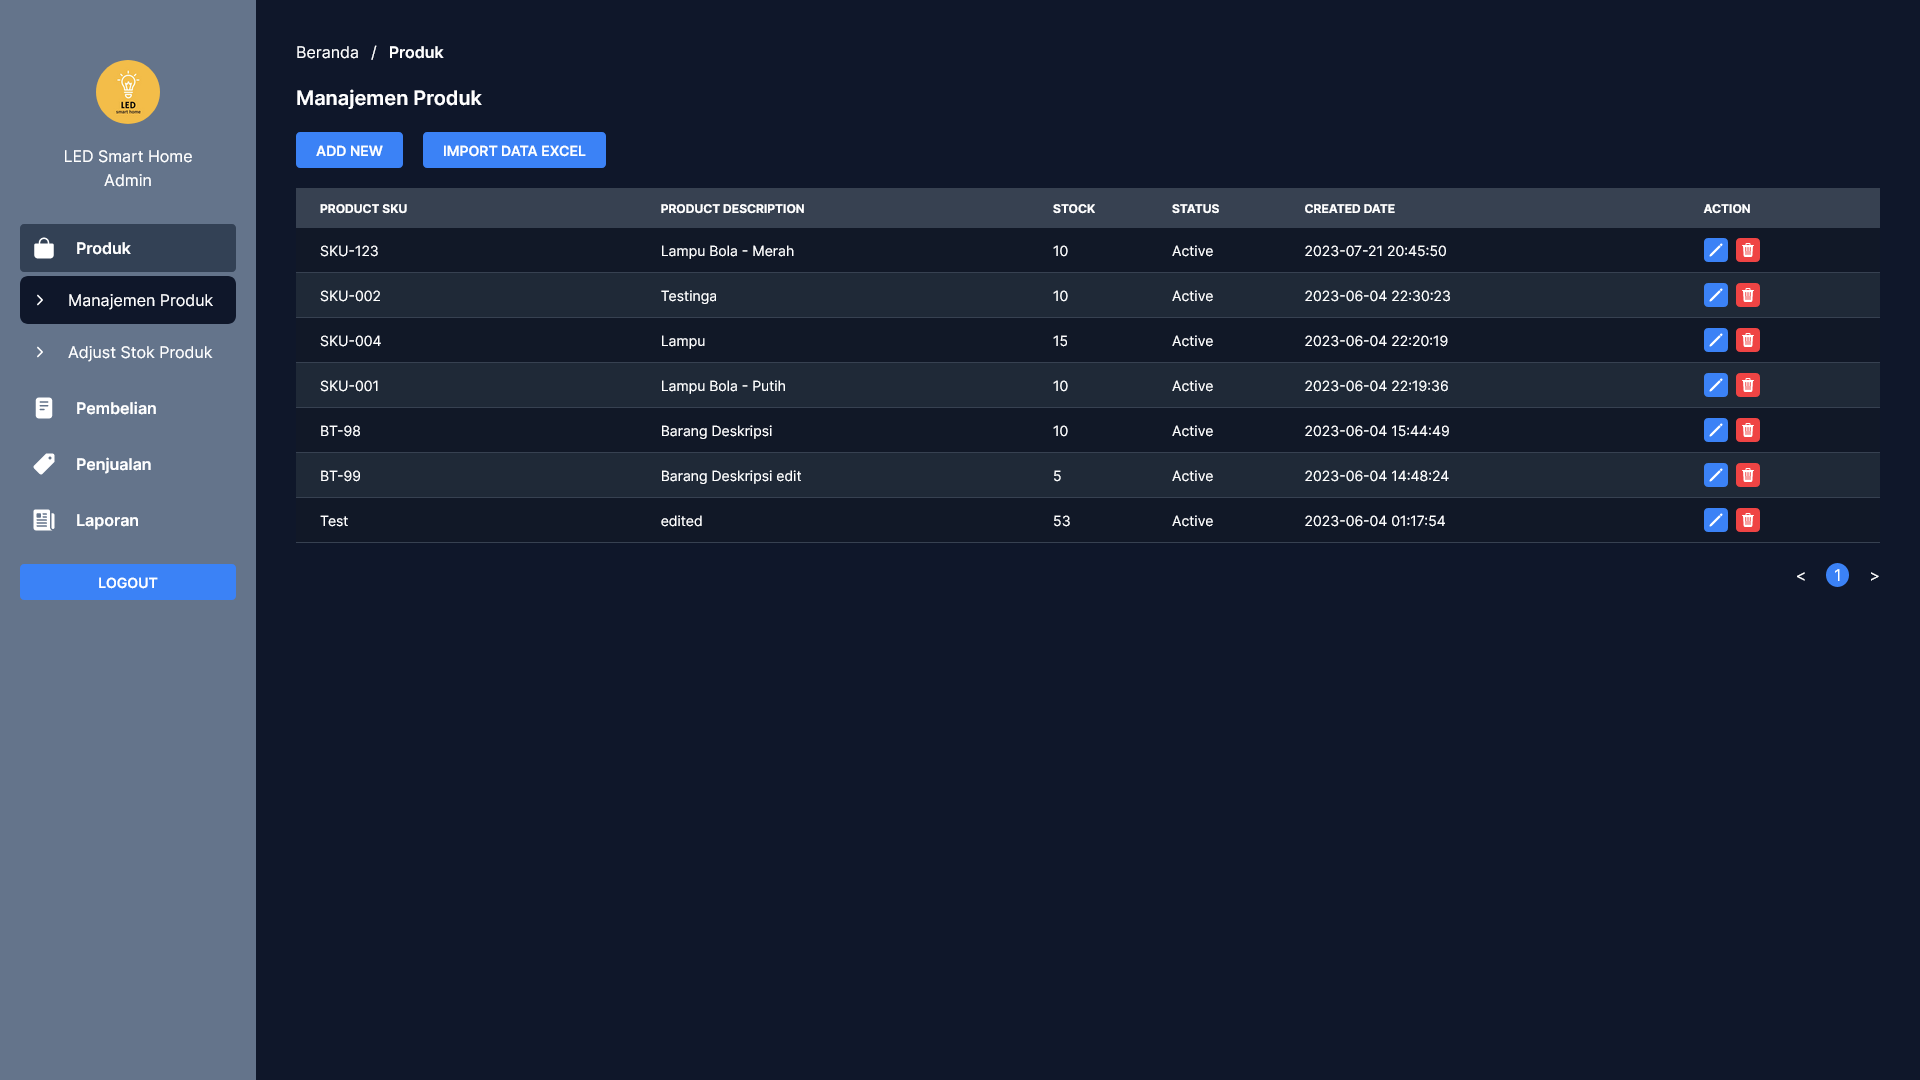 LED
smart home
LED Smart Home
Admin
Produk
Manajemen Produk
Adjust Stok Produk
Pembelian
Penjualan
Laporan
LOGOUT
Beranda / Produk
Manajemen Produk
ADD NEW IMPORT DATA EXCEL
PRODUCT SKU PRODUCT DESCRIPTION STOCK STATUS CREATED DATE ACTION
SKU-123 Lampu Bola - Merah 10 Active 2023-07-21 20:45:50
SKU-002 Testinga 10 Active 2023-06-04 22:30:23
SKU-004 Lampu 15 Active 2023-06-04 22:20:19
SKU-001 Lampu Bola - Putih 10 Active 2023-06-04 22:19:36
BT-98 Barang Deskripsi 10 Active 2023-06-04 15:44:49
BT-99 Barang Deskripsi edit 5 Active 2023-06-04 14:48:24
Test edited 53 Active 2023-06-04 01:17:54
< 1 >